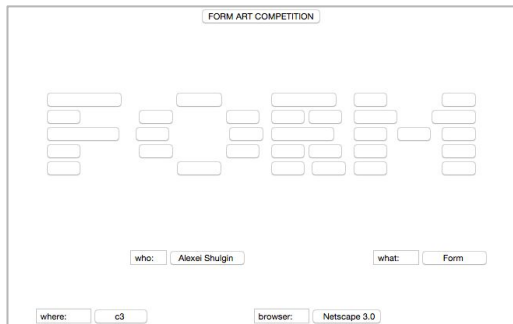 FORM ART COMPETITION
who: Alexei Shulgin what: Form
where: c3 browser: Netscape 3.0